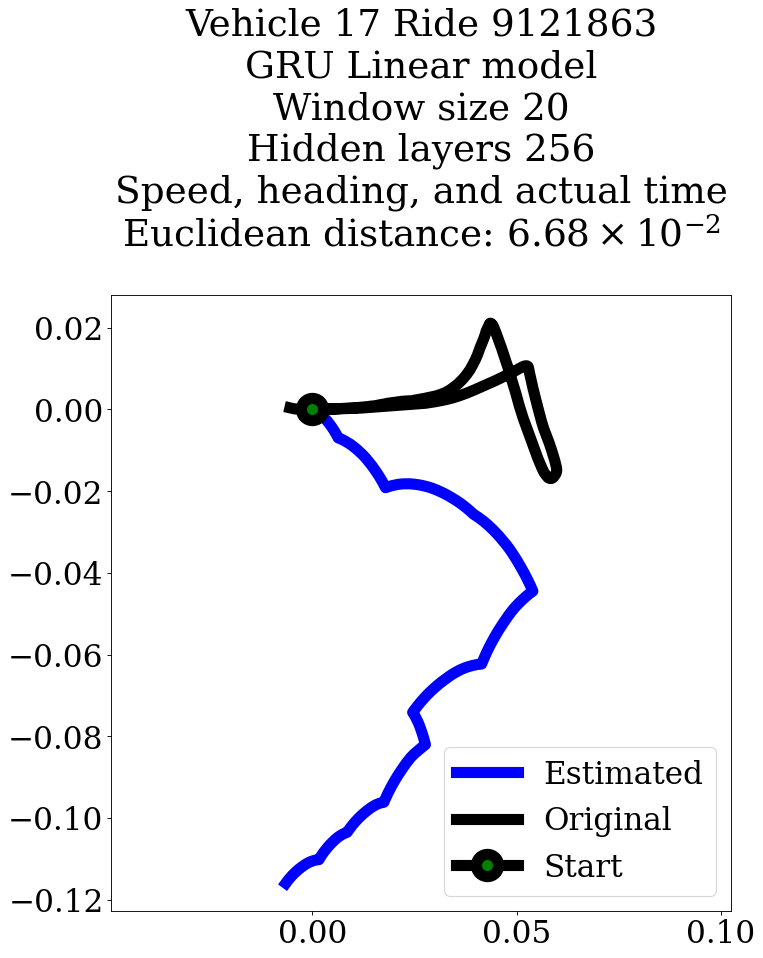 Vehicle 17 Ride 9121863
GRU Linear model
Window size 20
Hidden layers 256
Speed, heading, and actual time
Euclidean distance: 6.68 × 10⁻²
0.02
0.00
−0.02
−0.04
−0.06
−0.08
−0.10
−0.12
Estimated
Original
Start
0.00 0.05 0.10